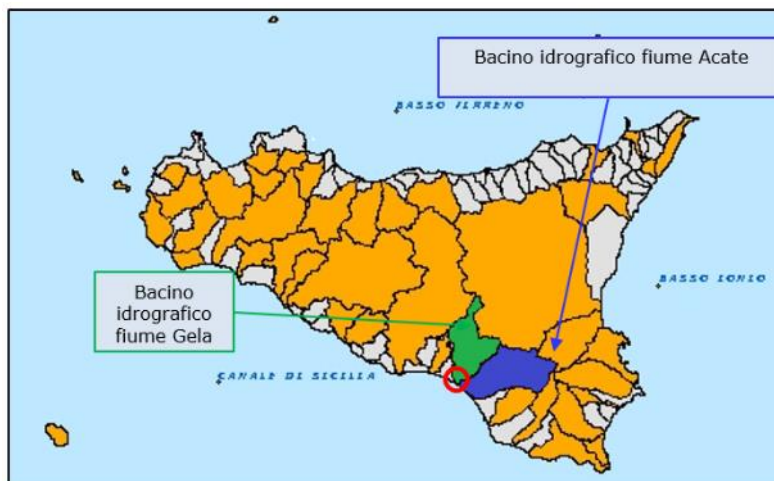 Bacino idrografico fiume Acate
BASSO TIRRENO
BASSO IONIO
Bacino
idrografico
fiume Gela
CANALE DI SICILIA